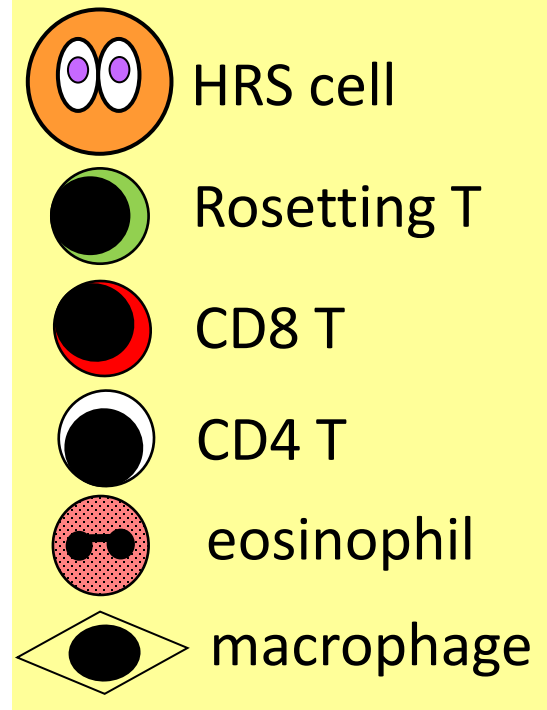 HRS cell
Rosetting T
CD8 T
CD4 T
eosinophil
macrophage